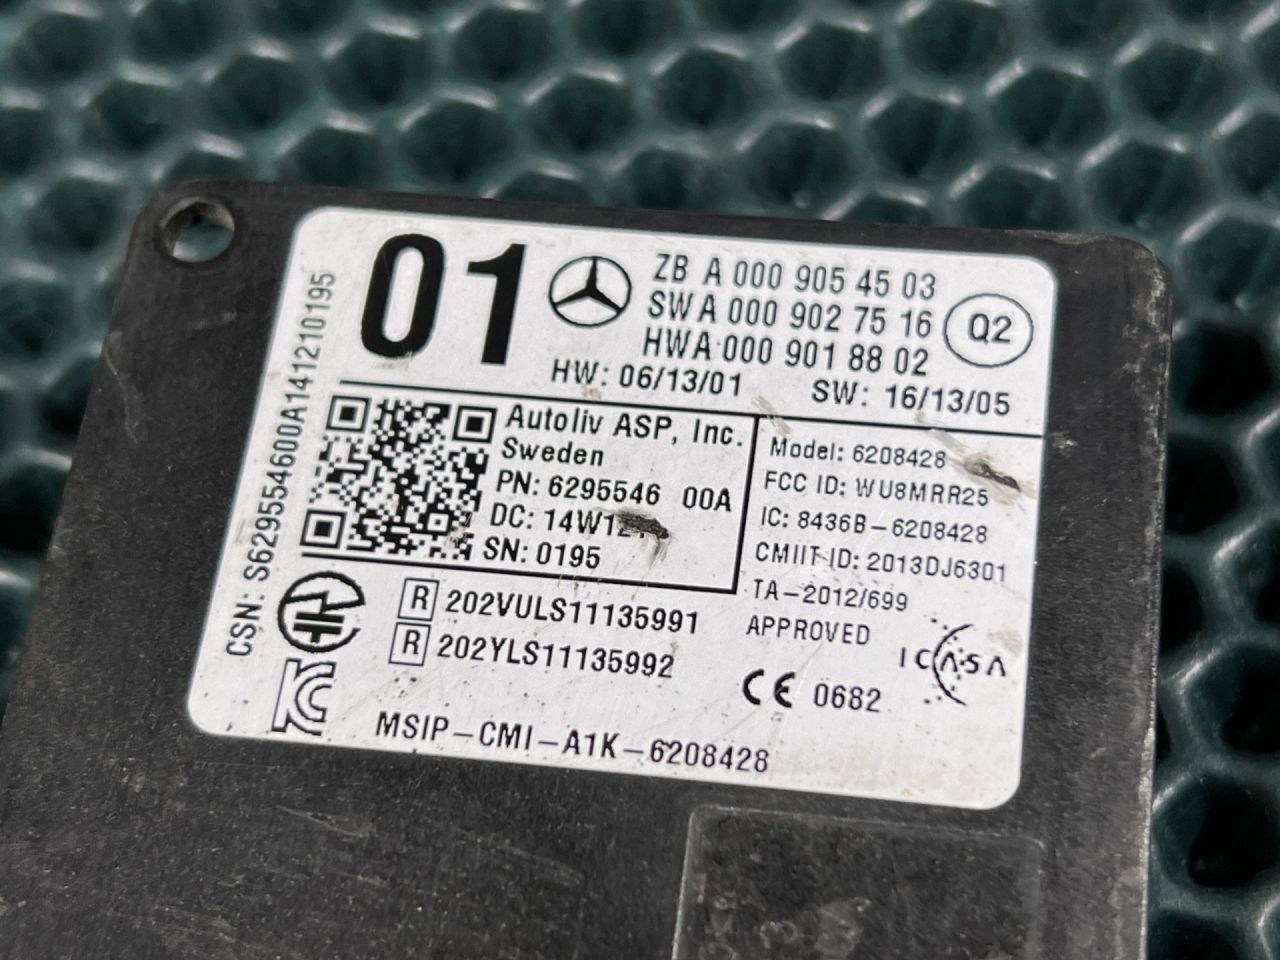 01
ZB A 000 905 45 03
SW A 000 902 75 16
HW A 000 901 88 02
Q2
HW: 06/13/01 SW: 16/13/05
CSN: S629554600A141210195
Autoliv ASP, Inc.
Sweden
PN: 6295546 00A
DC:
SN: 0195
Model: 6208428
FCC ID: WU8MRR25
IC: 8436B-6208428
CMIIT ID: 2013DJ6301
TA-2012/699
APPROVED
ICASA
R 202VULS11135991
R 202YLS11135992
CE 0682
MSIP-CMI-A1K-6208428